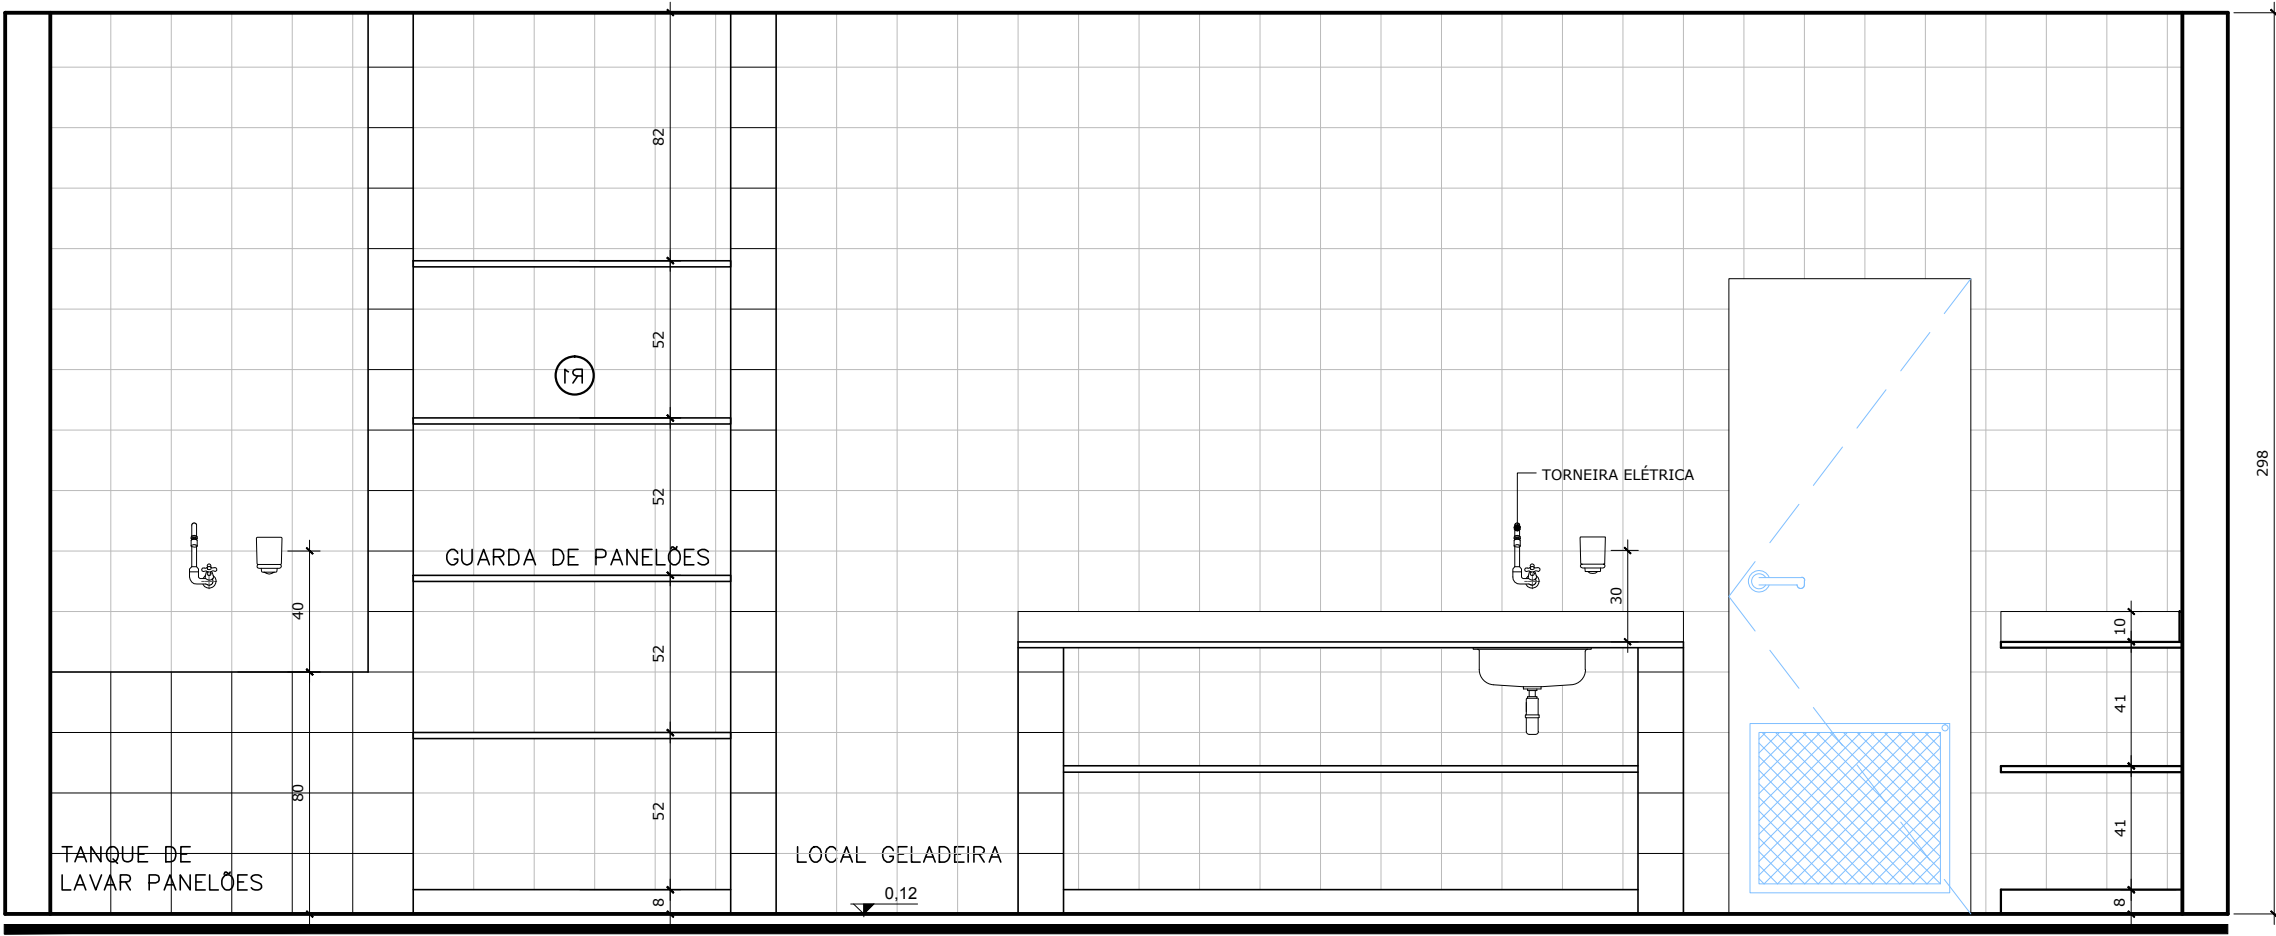 82
52
R1
52
GUARDA DE PANELÕES
52
52
8
40
80
TANQUE DE
LAVAR PANELÕES
LOCAL GELADEIRA
0,12
TORNEIRA ELÉTRICA
30
10
41
41
8
298